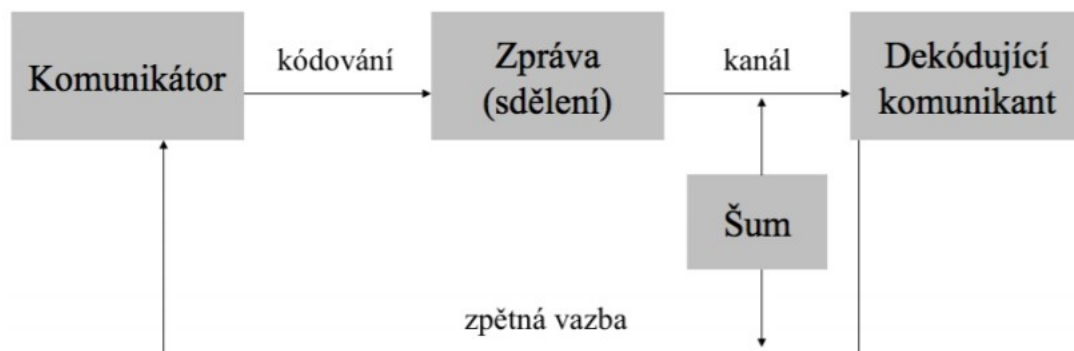 Komunikátor
kódování
Zpráva
(sdělení)
kanál
Dekódující
komunikant
Šum
zpětná vazba